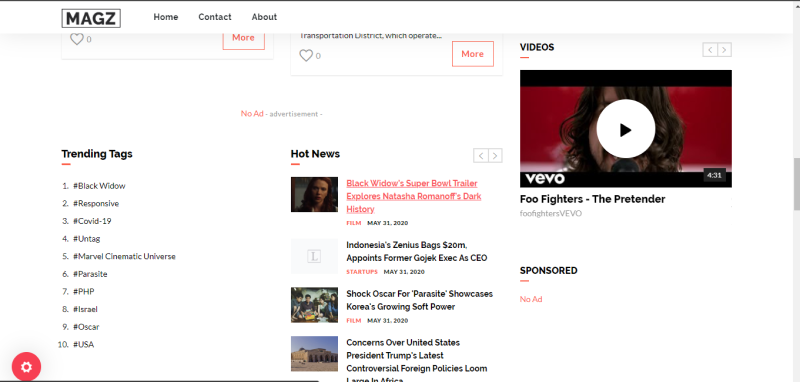 MAGZ
Home
Contact
About
0
More
Transportation District, which operate...
0
More
No Ad - advertisement -
Trending Tags
1. #Black Widow
2. #Responsive
3. #Covid-19
4. #Untag
5. #Marvel Cinematic Universe
6. #Parasite
7. #PHP
8. #Israel
9. #Oscar
10. #USA
Hot News
Black Widow's Super Bowl Trailer
Explores Natasha Romanoff's Dark
History
FILM MAY 31, 2020
L
Indonesia's Zenius Bags $20m,
Appoints Former Gojek Exec As CEO
STARTUPS MAY 31, 2020
Shock Oscar For 'Parasite' Showcases
Korea's Growing Soft Power
FILM MAY 31, 2020
Concerns Over United States
President Trump's Latest
Controversial Foreign Policies Loom
Large In Africa
VIDEOS
vevo
4:31
Foo Fighters - The Pretender
foofightersVEVO
SPONSORED
No Ad